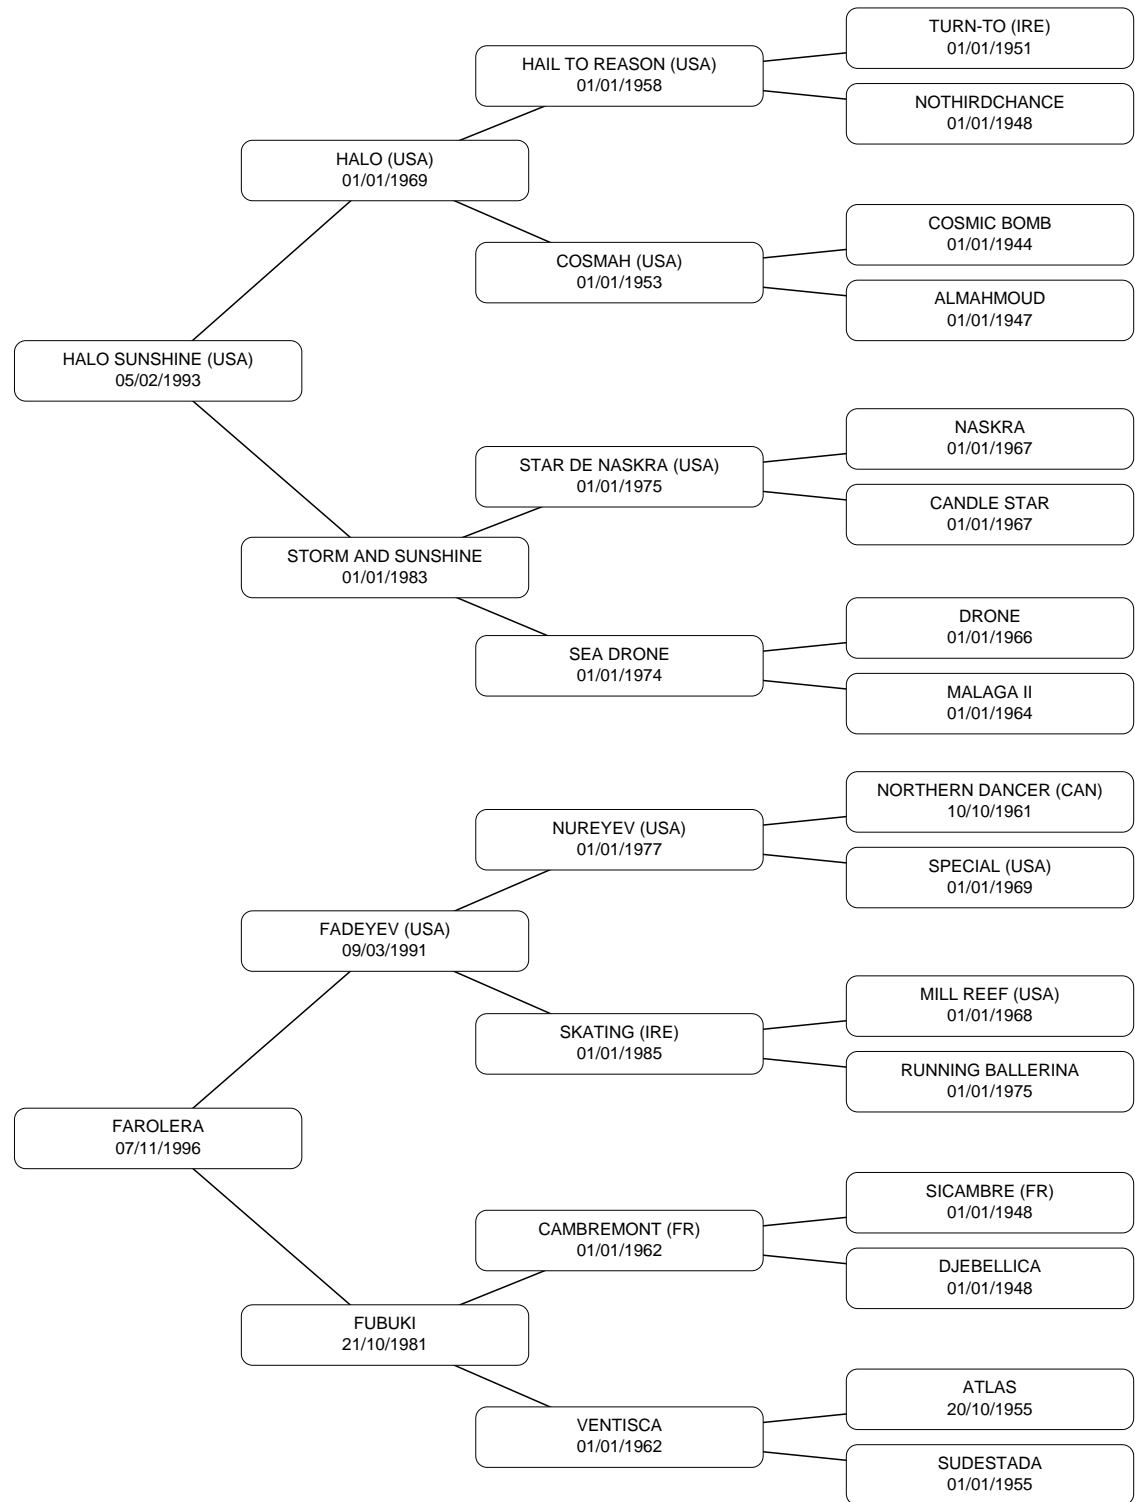 TURN-TO (IRE)
01/01/1951
HAIL TO REASON (USA)
01/01/1958
NOTHIRDCHANCE
01/01/1948
HALO (USA)
01/01/1969
COSMIC BOMB
01/01/1944
COSMAH (USA)
01/01/1953
ALMAHMOUD
01/01/1947
HALO SUNSHINE (USA)
05/02/1993
NASKRA
01/01/1967
STAR DE NASKRA (USA)
01/01/1975
CANDLE STAR
01/01/1967
STORM AND SUNSHINE
01/01/1983
DRONE
01/01/1966
SEA DRONE
01/01/1974
MALAGA II
01/01/1964
NORTHERN DANCER (CAN)
10/10/1961
NUREYEV (USA)
01/01/1977
SPECIAL (USA)
01/01/1969
FADEYEV (USA)
09/03/1991
MILL REEF (USA)
01/01/1968
SKATING (IRE)
01/01/1985
RUNNING BALLERINA
01/01/1975
FAROLERA
07/11/1996
SICAMBRE (FR)
01/01/1948
CAMBREMONT (FR)
01/01/1962
DJEBELLICA
01/01/1948
FUBUKI
21/10/1981
ATLAS
20/10/1955
VENTISCA
01/01/1962
SUDESTADA
01/01/1955